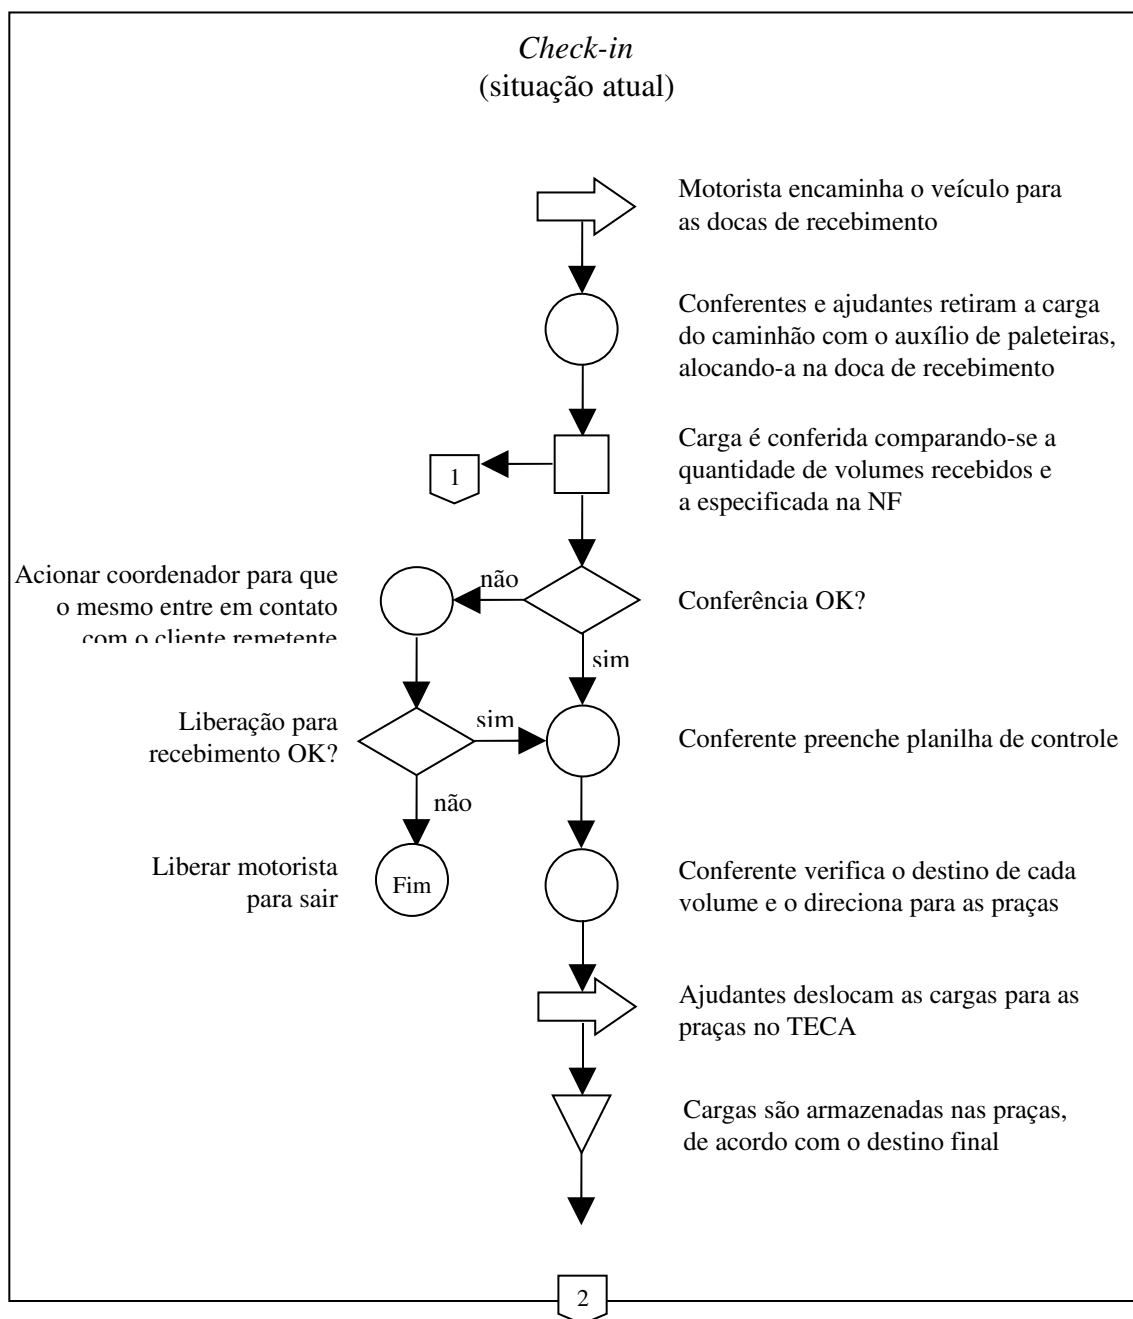 Check-in
(situação atual)
Motorista encaminha o veículo para
as docas de recebimento
Conferentes e ajudantes retiram a carga
do caminhão com o auxílio de paleteiras,
alocando-a na doca de recebimento
Carga é conferida comparando-se a
quantidade de volumes recebidos e
a especificada na NF
1
Acionar coordenador para que
o mesmo entre em contato
com o cliente remetente
não
Conferência OK?
sim
Liberação para
recebimento OK?
sim
Conferente preenche planilha de controle
não
Liberar motorista
para sair
Fim
Conferente verifica o destino de cada
volume e o direciona para as praças
Ajudantes deslocam as cargas para as
praças no TECA
Cargas são armazenadas nas praças,
de acordo com o destino final
2